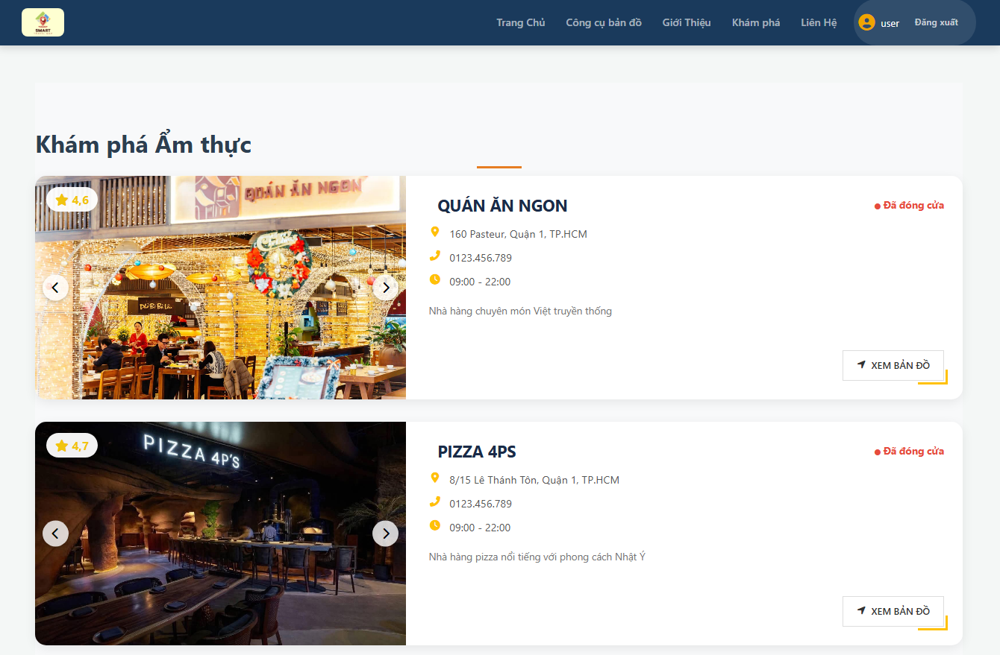 SMART
Trang Chủ
Công cụ bản đồ
Giới Thiệu
Khám phá
Liên Hệ
user
Đăng xuất
Khám phá Ẩm thực
4,6
QUÁN ĂN NGON
QUÁN ĂN NGON
Đã đóng cửa
160 Pasteur, Quận 1, TP.HCM
0123.456.789
09:00 - 22:00
Nhà hàng chuyên món Việt truyền thống
XEM BẢN ĐỒ
4,7
PIZZA 4P'S
PIZZA 4PS
Đã đóng cửa
8/15 Lê Thánh Tôn, Quận 1, TP.HCM
0123.456.789
09:00 - 22:00
Nhà hàng pizza nổi tiếng với phong cách Nhật Ý
XEM BẢN ĐỒ